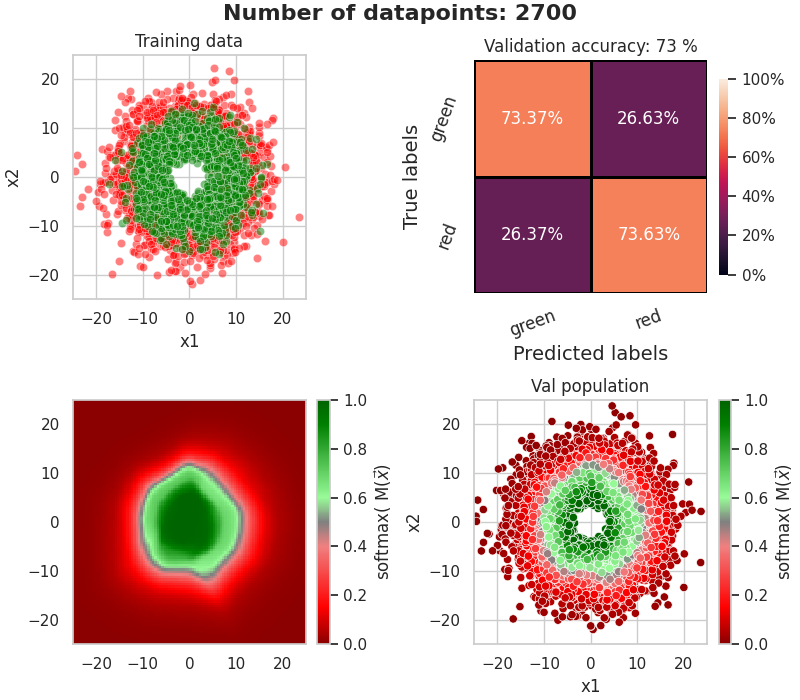 Number of datapoints: 2700
Training data
x2
20
10
0
−10
−20
−20 −10 0 10 20
x1
Validation accuracy: 73 %
True labels
green
red
73.37% 26.63%
26.37% 73.63%
green red
Predicted labels
100%
80%
60%
40%
20%
0%
20
10
0
−10
−20
−20 −10 0 10 20
1.0
0.8
0.6
0.4
0.2
0.0
softmax( M(x⃗)
Val population
x2
20
10
0
−10
−20
−20 −10 0 10 20
x1
1.0
0.8
0.6
0.4
0.2
0.0
softmax( M(x⃗)